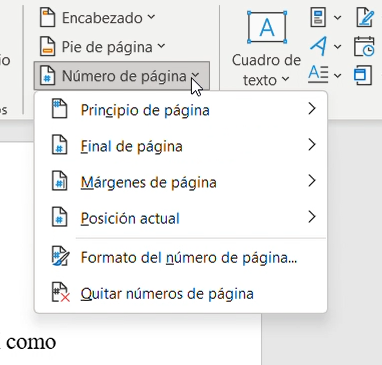 Encabezado
Pie de página
Número de página
Cuadro de
texto
Principio de página
Final de página
Márgenes de página
Posición actual
Formato del número de página...
Quitar números de página
como